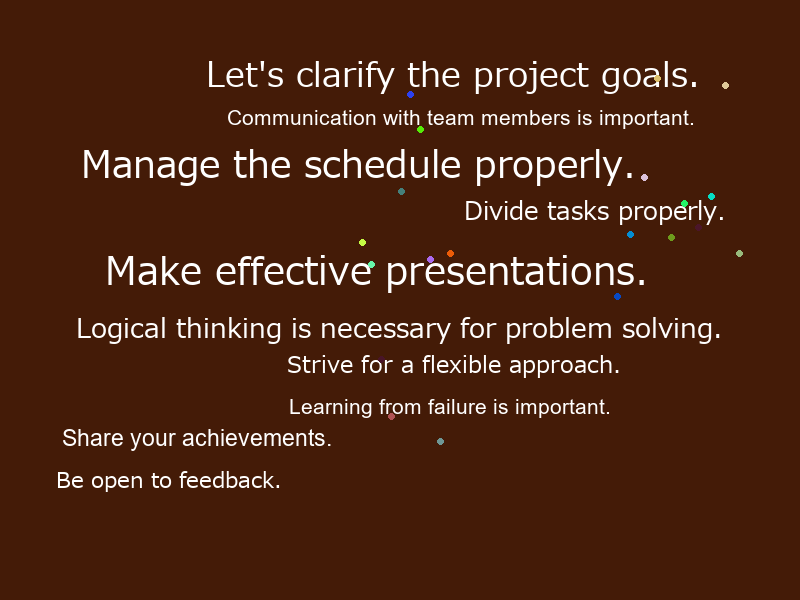 Let's clarify the project goals.
Communication with team members is important.
Manage the schedule properly.
Divide tasks properly.
Make effective presentations.
Logical thinking is necessary for problem solving.
Strive for a flexible approach.
Learning from failure is important.
Share your achievements.
Be open to feedback.